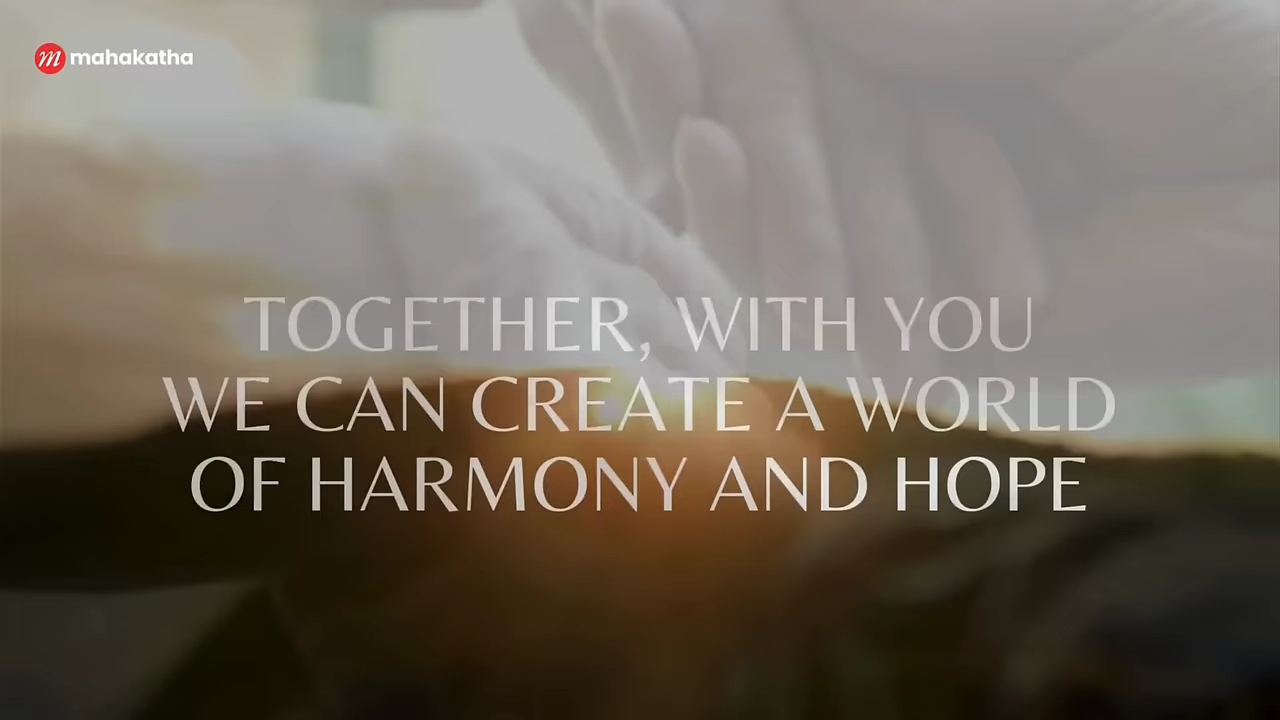 mahakatha
TOGETHER, WITH YOU
WE CAN CREATE A WORLD
OF HARMONY AND HOPE